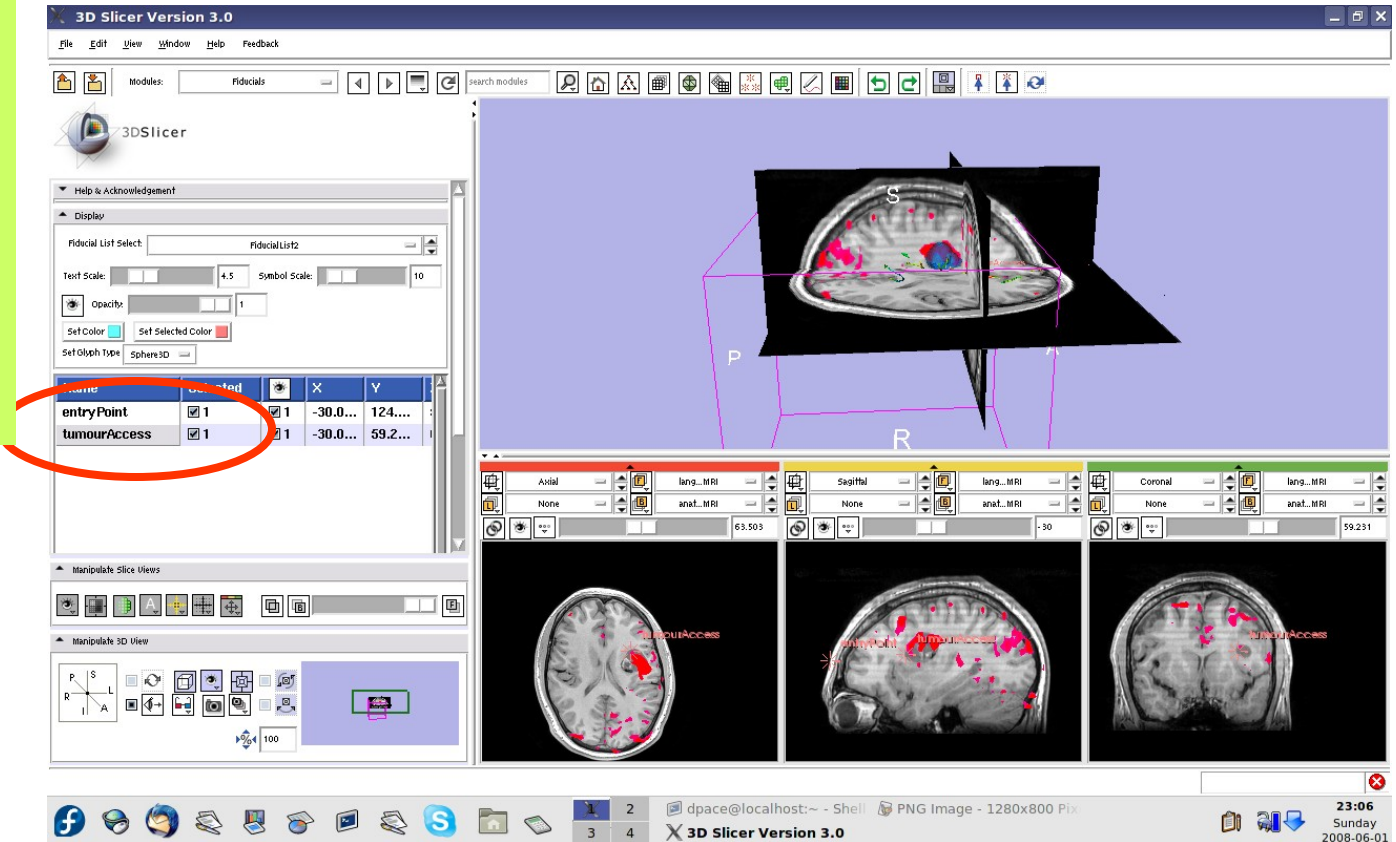 3D Slicer Version 3.0
File Edit View Window Help Feedback
Modules: Fiducials search modules
3DSlicer
Help & Acknowledgement
Display
Fiducial List Select: FiducialList2
Text Scale: 4.5 Symbol Scale: 10
Opacity: 1
Set Color Set Selected Color
Set Glyph Type Sphere3D
Name Selected X Y
entryPoint 1 1 -30.0... 124....
tumourAccess 1 1 -30.0... 59.2...
Manipulate Slice Views
Manipulate 3D View
P S
R L
I A
% 100
S
P A
R
Axial lang...MRI
None anat...MRI
63.503
tumourAccess
Sagittal lang...MRI
None anat...MRI
-30
entryPoint tumourAccess
Coronal lang...MRI
None anat...MRI
59.231
tumourAccess
1 2
3 4
dpace@localhost:~ - Shell PNG Image - 1280x800 Pix
3D Slicer Version 3.0
23:06
Sunday
2008-06-01